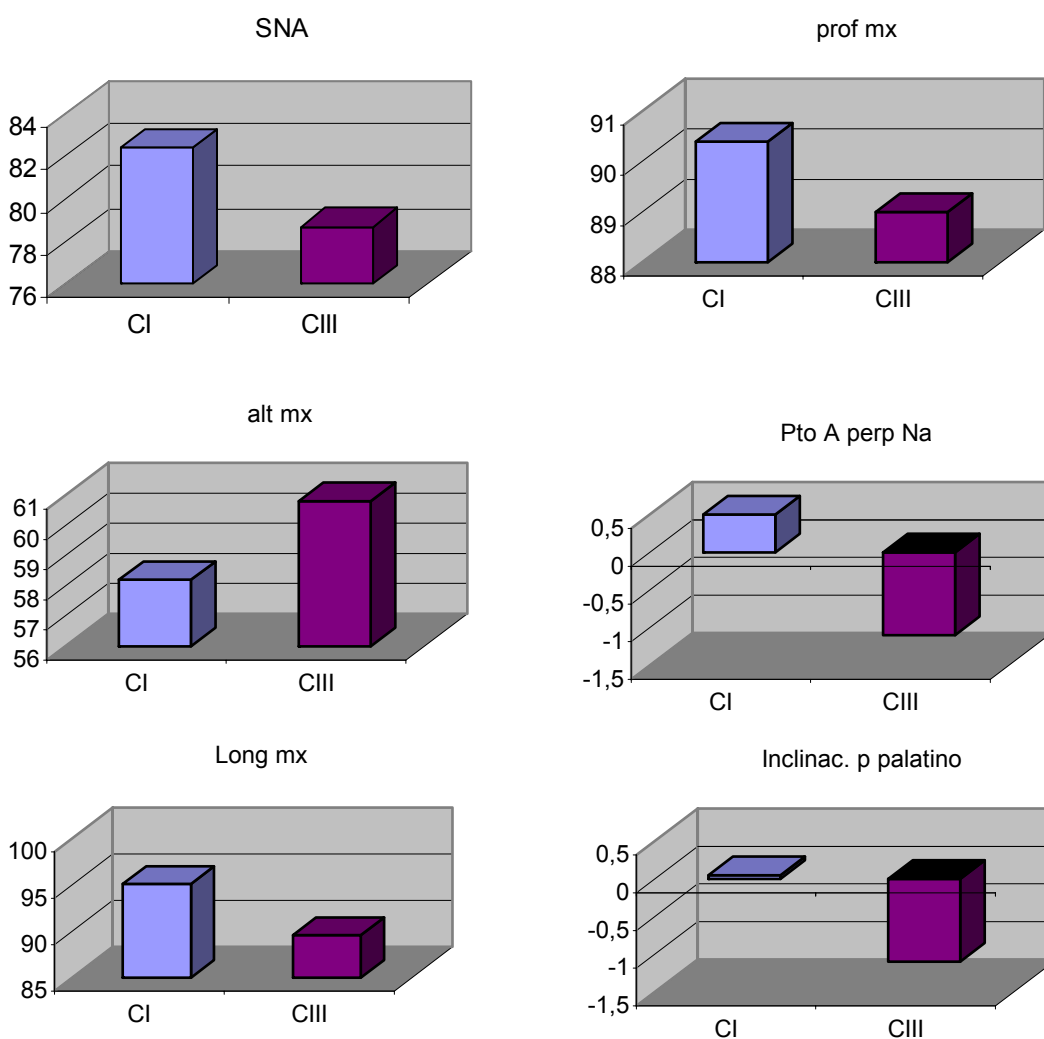 SNA
84
82
80
78
76
CI CIII
prof mx
91
90
89
88
CI CIII
alt mx
61
60
59
58
57
56
CI CIII
Pto A perp Na
0,5
0
-0,5
-1
-1,5
CI CIII
Long mx
100
95
90
85
CI CIII
Inclinac. p palatino
0,5
0
-0,5
-1
-1,5
CI CIII